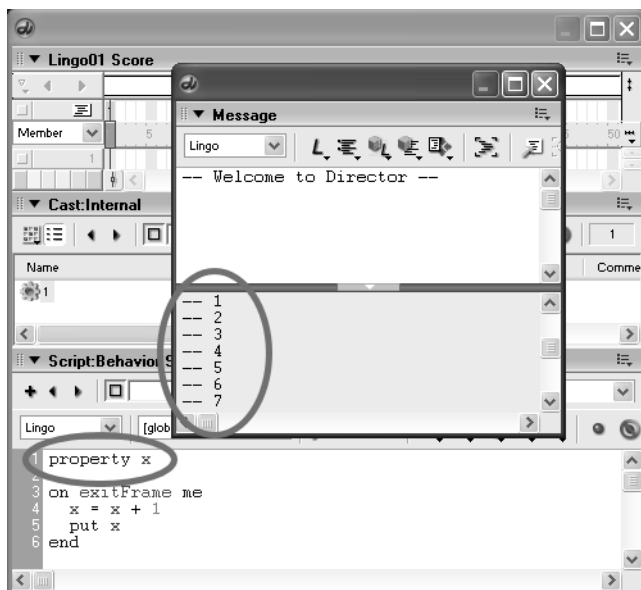 Lingo01 Score
Member
5
50
1
Message
Lingo
-- Welcome to Director --
-- 1
-- 2
-- 3
-- 4
-- 5
-- 6
-- 7
Cast:Internal
1
Name
Comme
1
Script:Behavior S
Lingo
[glob
1 property x
2
3 on exitFrame me
4 x = x + 1
5 put x
6 end